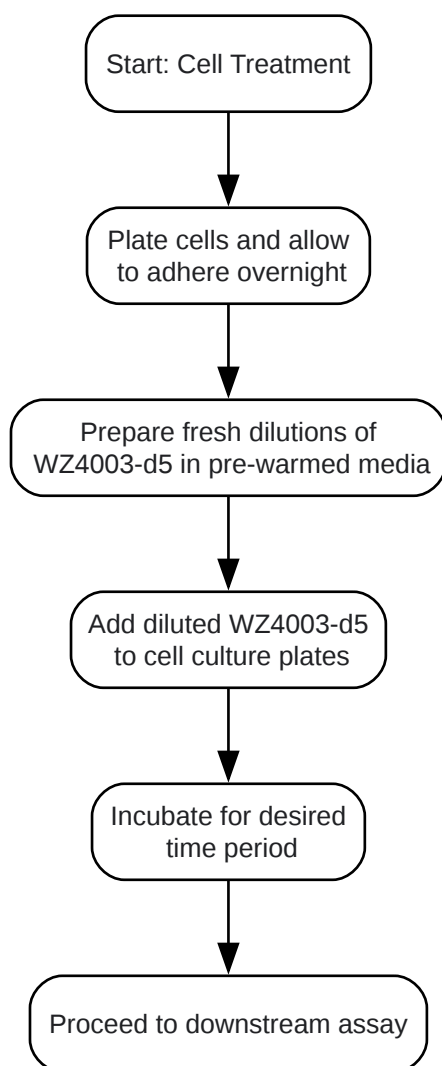 Start: Cell Treatment
Plate cells and allow
to adhere overnight
Prepare fresh dilutions of
WZ4003-d5 in pre-warmed media
Add diluted WZ4003-d5
to cell culture plates
Incubate for desired
time period
Proceed to downstream assay